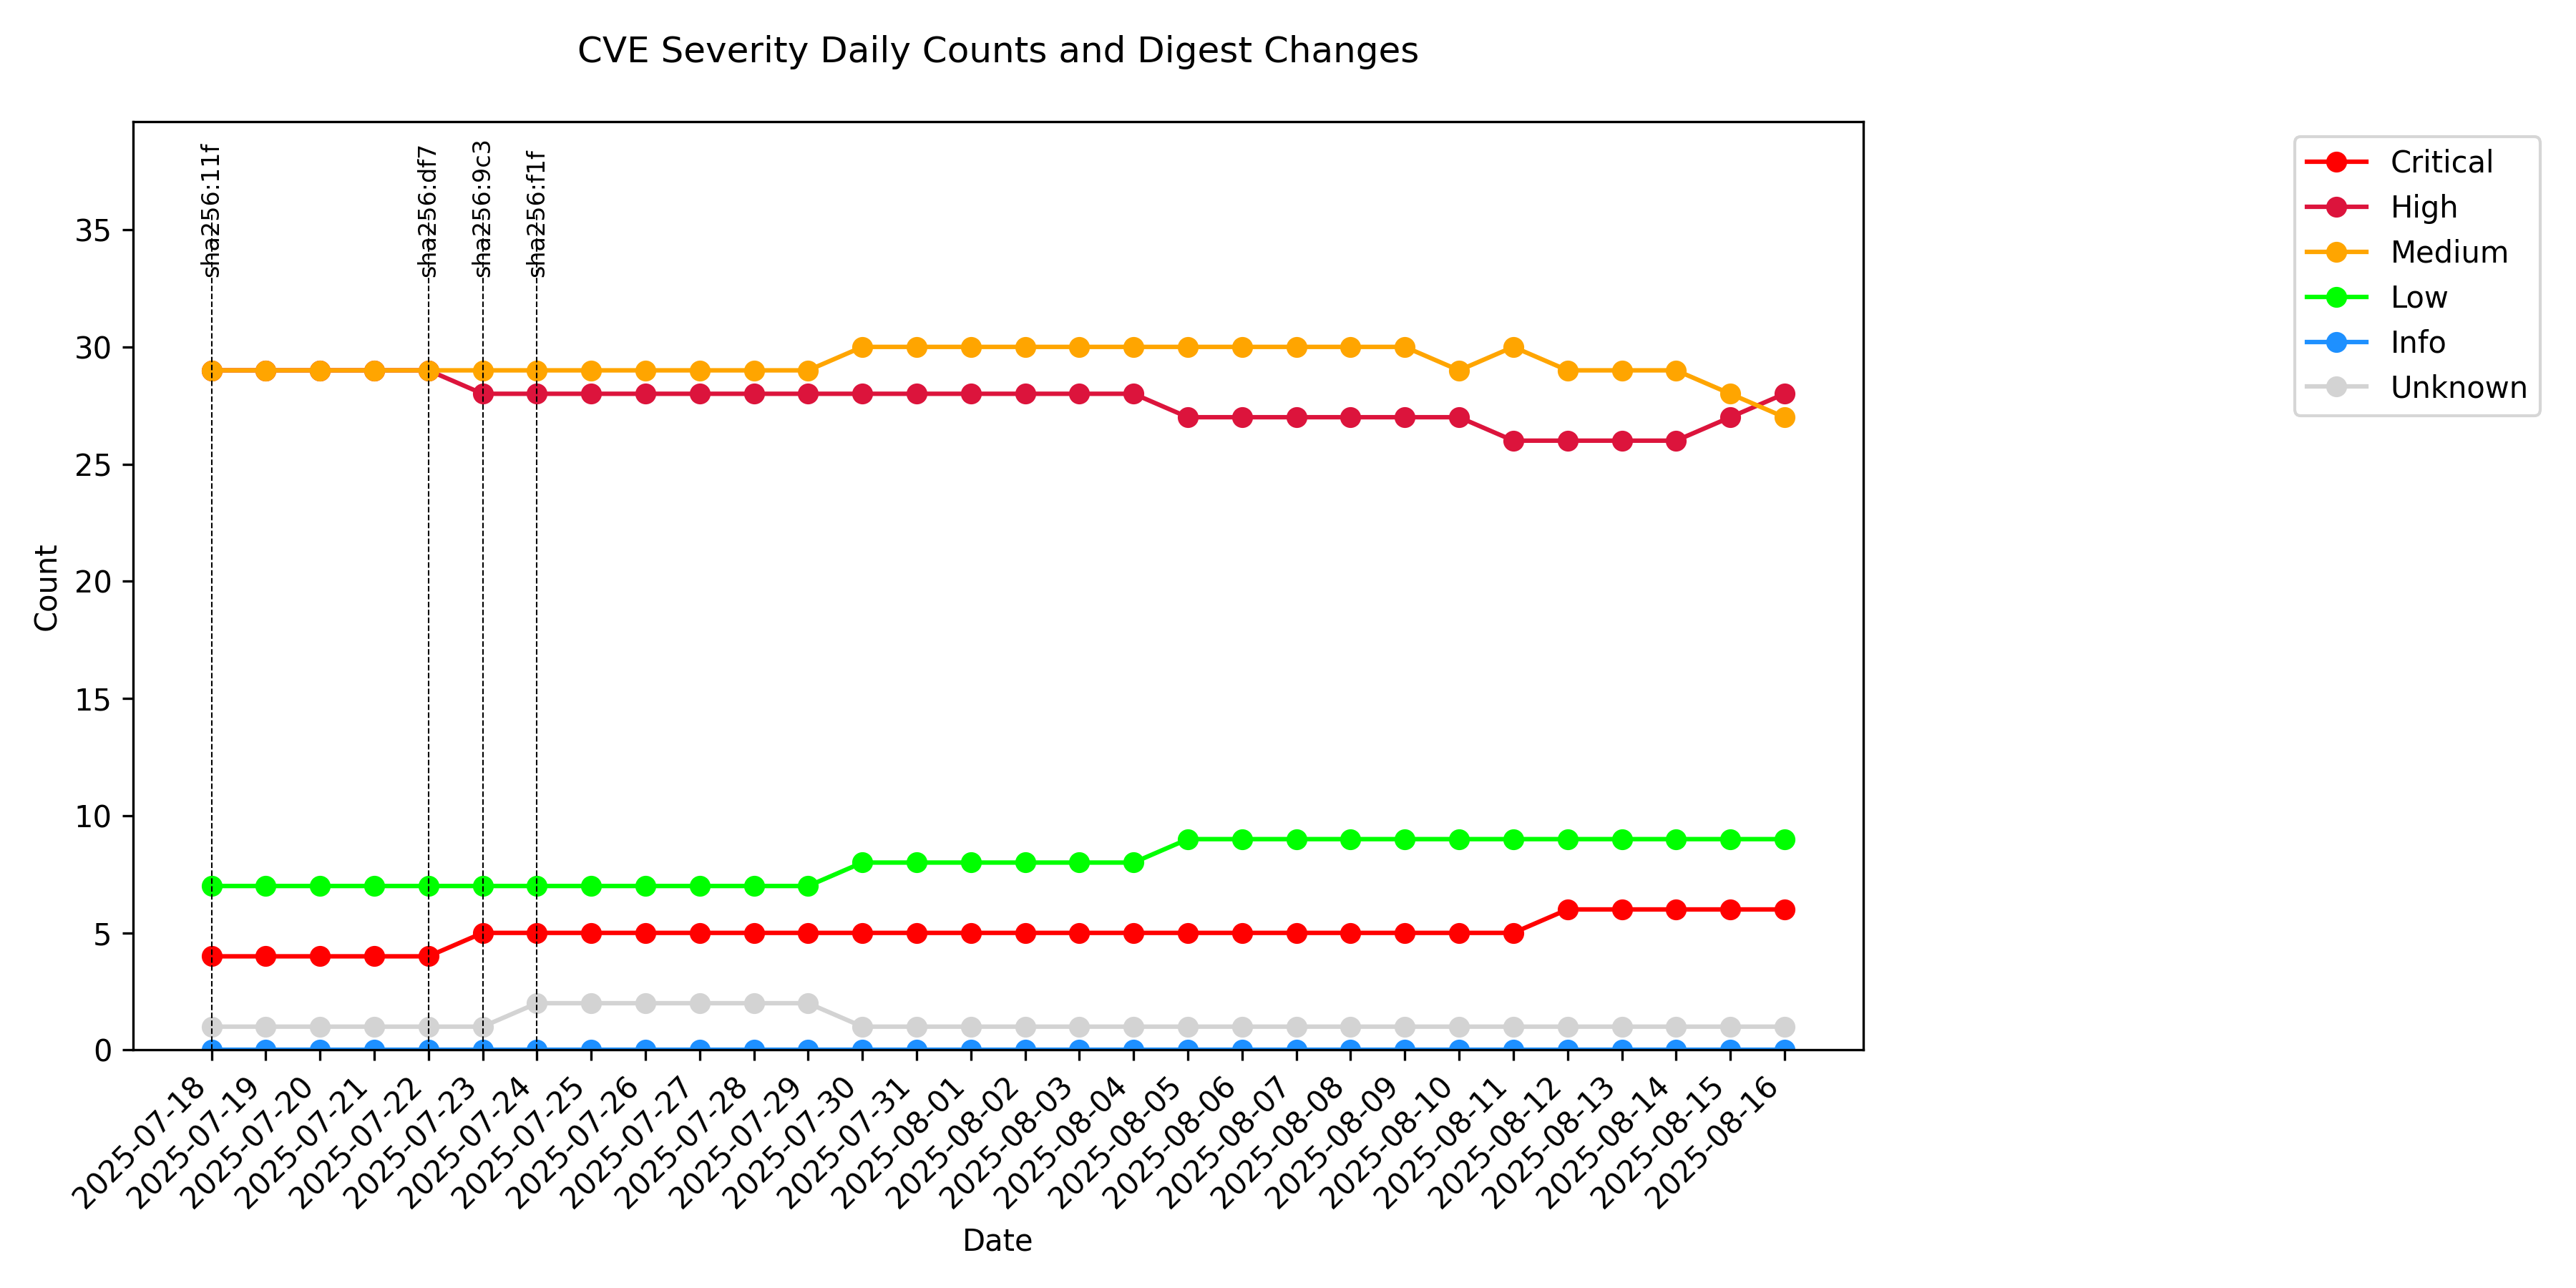 CVE Severity Daily Counts and Digest Changes
sha256:11f
sha256:df7
sha256:9c3
sha256:f1f
Critical
High
Medium
Low
Info
Unknown
Count
35
30
25
20
15
10
5
0
2025-07-18
2025-07-19
2025-07-20
2025-07-21
2025-07-22
2025-07-23
2025-07-24
2025-07-25
2025-07-26
2025-07-27
2025-07-28
2025-07-29
2025-07-30
2025-07-31
2025-08-01
2025-08-02
2025-08-03
2025-08-04
2025-08-05
2025-08-06
2025-08-07
2025-08-08
2025-08-09
2025-08-10
2025-08-11
2025-08-12
2025-08-13
2025-08-14
2025-08-15
2025-08-16
Date